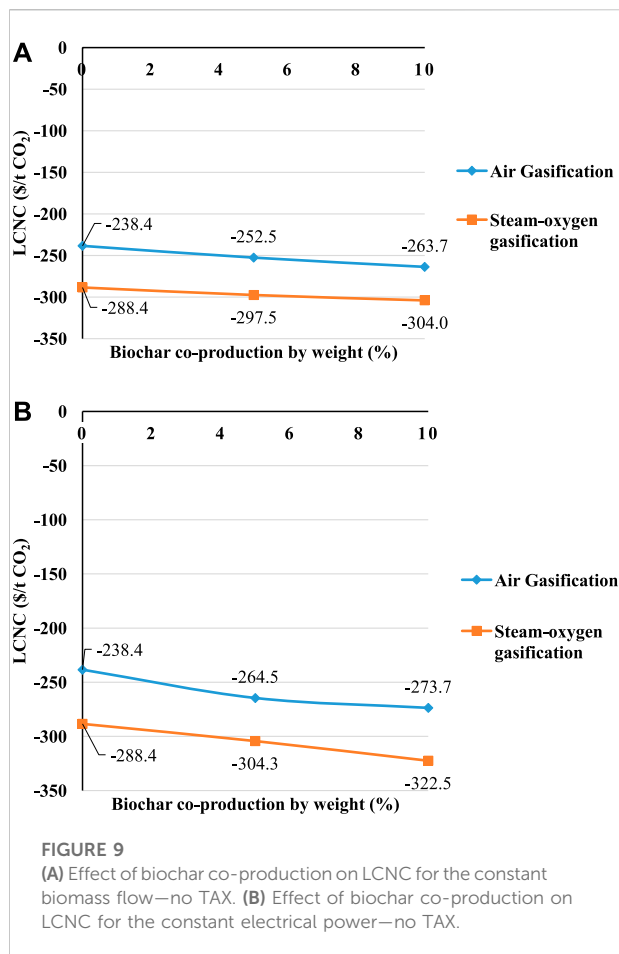 A
0
0 2 4 6 8 10
-50
-100
-150
-200
-250
-300
-350
LCNC ($/t CO₂)
-238.4
-252.5
-263.7
-288.4
-297.5
-304.0
Biochar co-production by weight (%)
Air Gasification
Steam-oxygen
gasification
B
0
0 2 4 6 8 10
-50
-100
-150
-200
-250
-300
-350
LCNC ($/t CO₂)
-238.4
-264.5
-273.7
-288.4
-304.3
-322.5
Biochar co-production by weight (%)
Air Gasification
Steam-oxygen
gasification
FIGURE 9
(A) Effect of biochar co-production on LCNC for the constant
biomass flow—no TAX. (B) Effect of biochar co-production on
LCNC for the constant electrical power—no TAX.